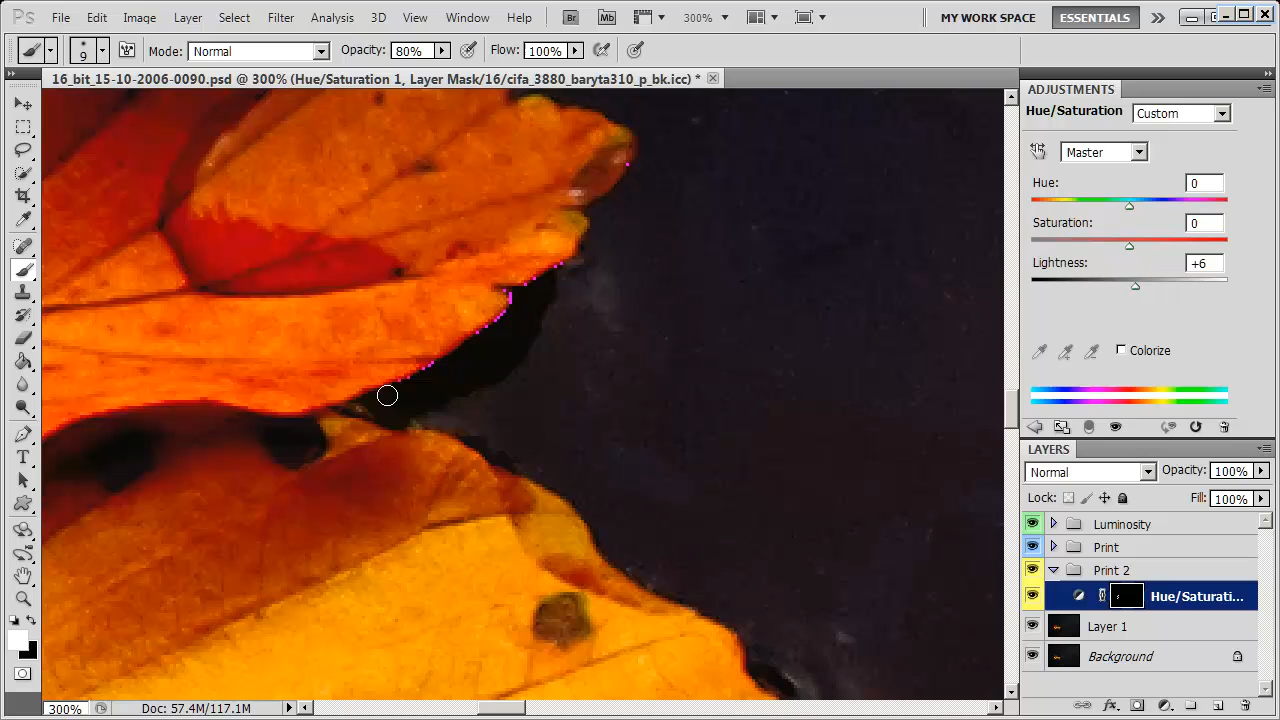 Ps File Edit Image Layer Select Filter Analysis 3D View Window Help Br Mb 300% MY WORK SPACE ESSENTIALS
9 Mode: Normal Opacity: 80% Flow: 100%
16_bit_15-10-2006-0090.psd @ 300% (Hue/Saturation 1, Layer Mask/16/cifa_3880_baryta310_p_bk.icc) *
ADJUSTMENTS
Hue/Saturation Custom
Master
Hue: 0
Saturation: 0
Lightness: +6
Colorize
LAYERS
Normal Opacity: 100%
Lock: Fill: 100%
Luminosity
Print
Print 2
Hue/Saturati...
Layer 1
Background
T
300% Doc: 57.4M/117.1M
fx